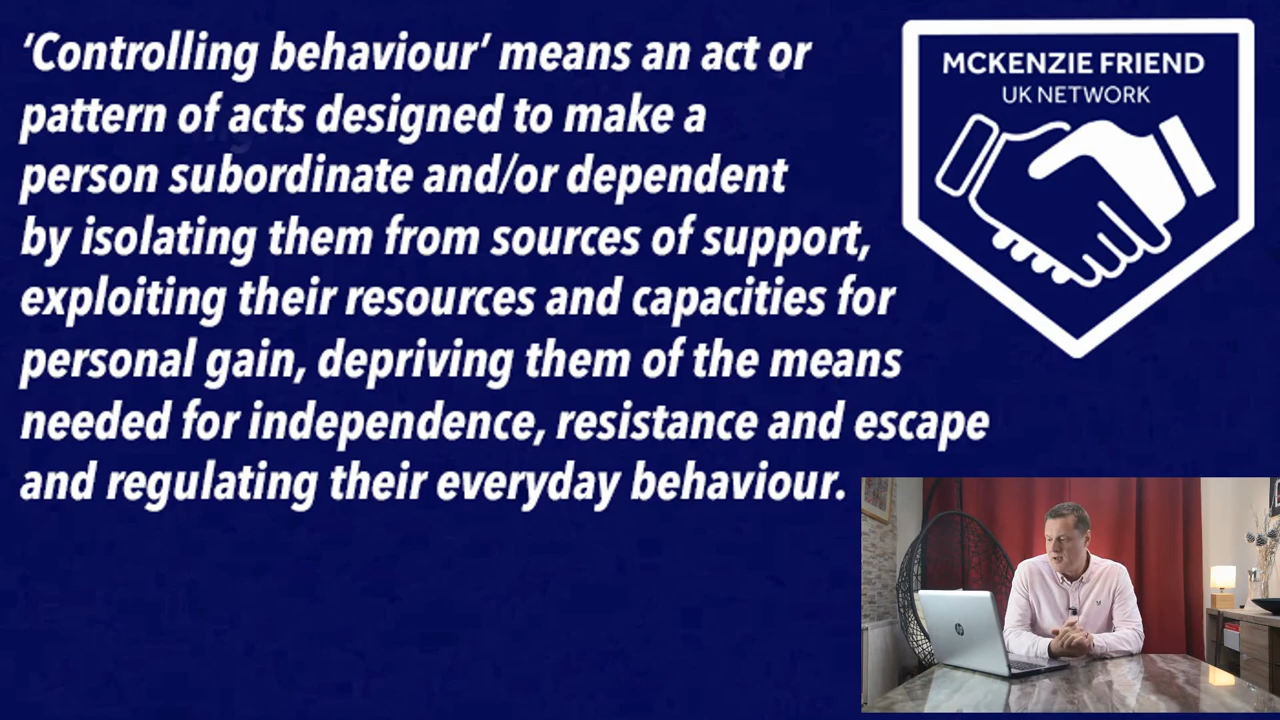 ‘Controlling behaviour’ means an act or
pattern of acts designed to make a
person subordinate and/or dependent
by isolating them from sources of support,
exploiting their resources and capacities for
personal gain, depriving them of the means
needed for independence, resistance and escape
and regulating their everyday behaviour.
MCKENZIE FRIEND
UK NETWORK
hp